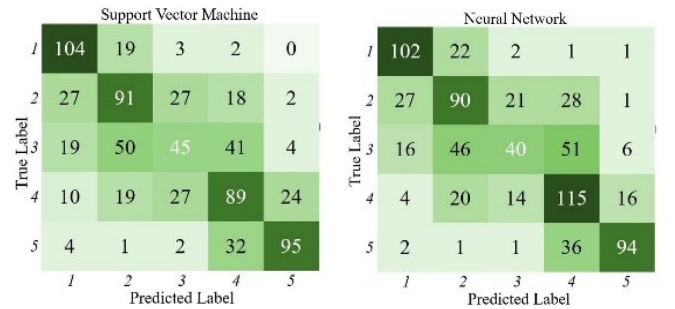 Support Vector Machine
True Label
1 104 19 3 2 0
2 27 91 27 18 2
3 19 50 45 41 4
4 10 19 27 89 24
5 4 1 2 32 95
1 2 3 4 5
Predicted Label
Neural Network
True Label
1 102 22 2 1 1
2 27 90 21 28 1
3 16 46 40 51 6
4 4 20 14 115 16
5 2 1 1 36 94
1 2 3 4 5
Predicted Label